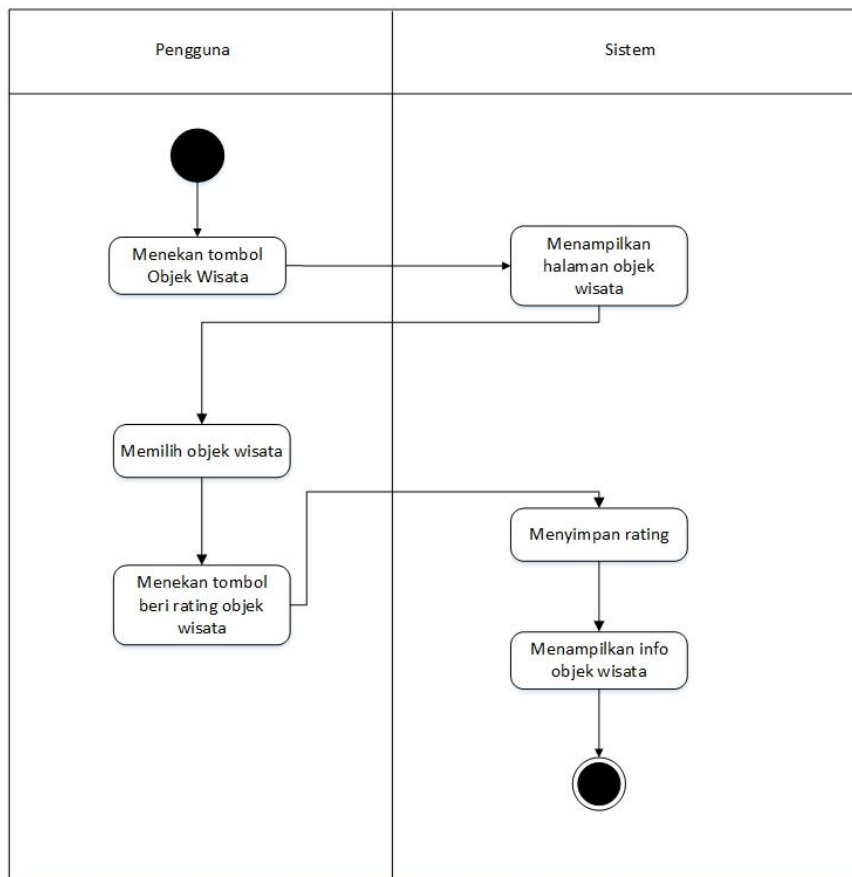 Pengguna
Sistem
Menekan tombol
Objek Wisata
Menampilkan
halaman objek
wisata
Memilih objek wisata
Menekan tombol
beri rating objek
wisata
Menyimpan rating
Menampilkan info
objek wisata